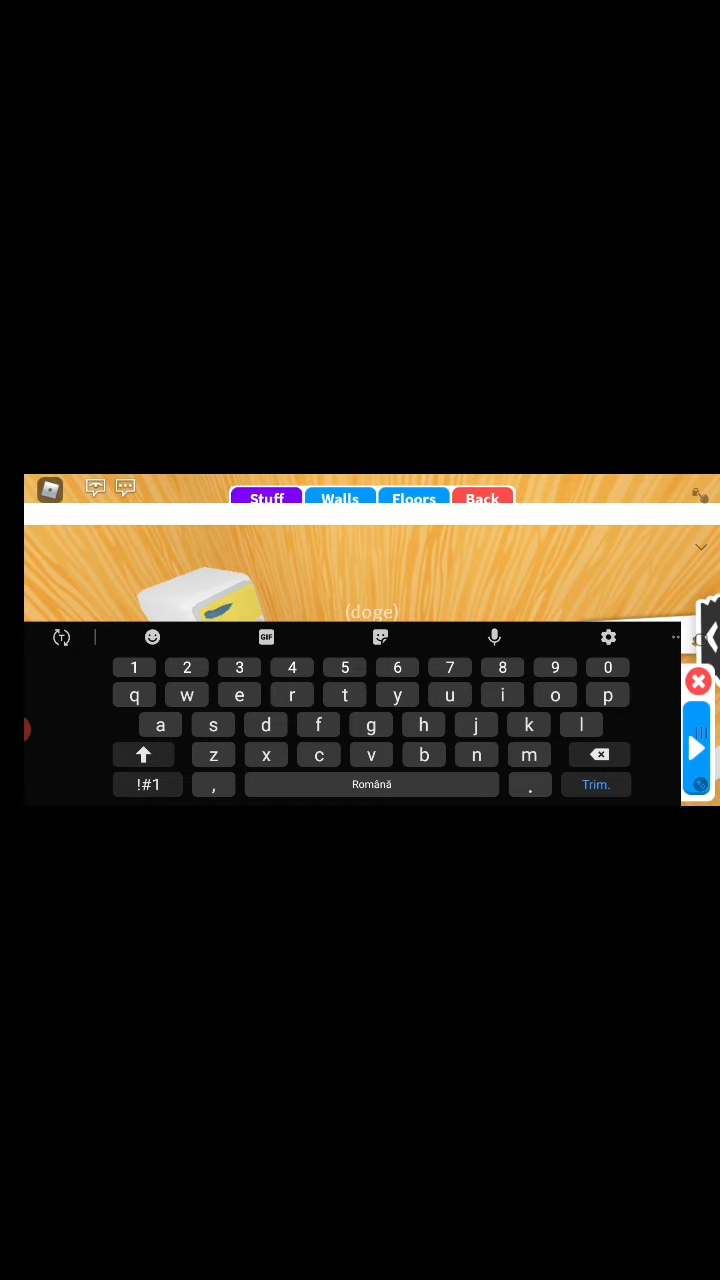 Stuff Walls Floors Back
(doge)
GIF
1 2 3 4 5 6 7 8 9 0
q w e r t y u i o p
a s d f g h j k l
z x c v b n m
!#1 , Română . Trim.